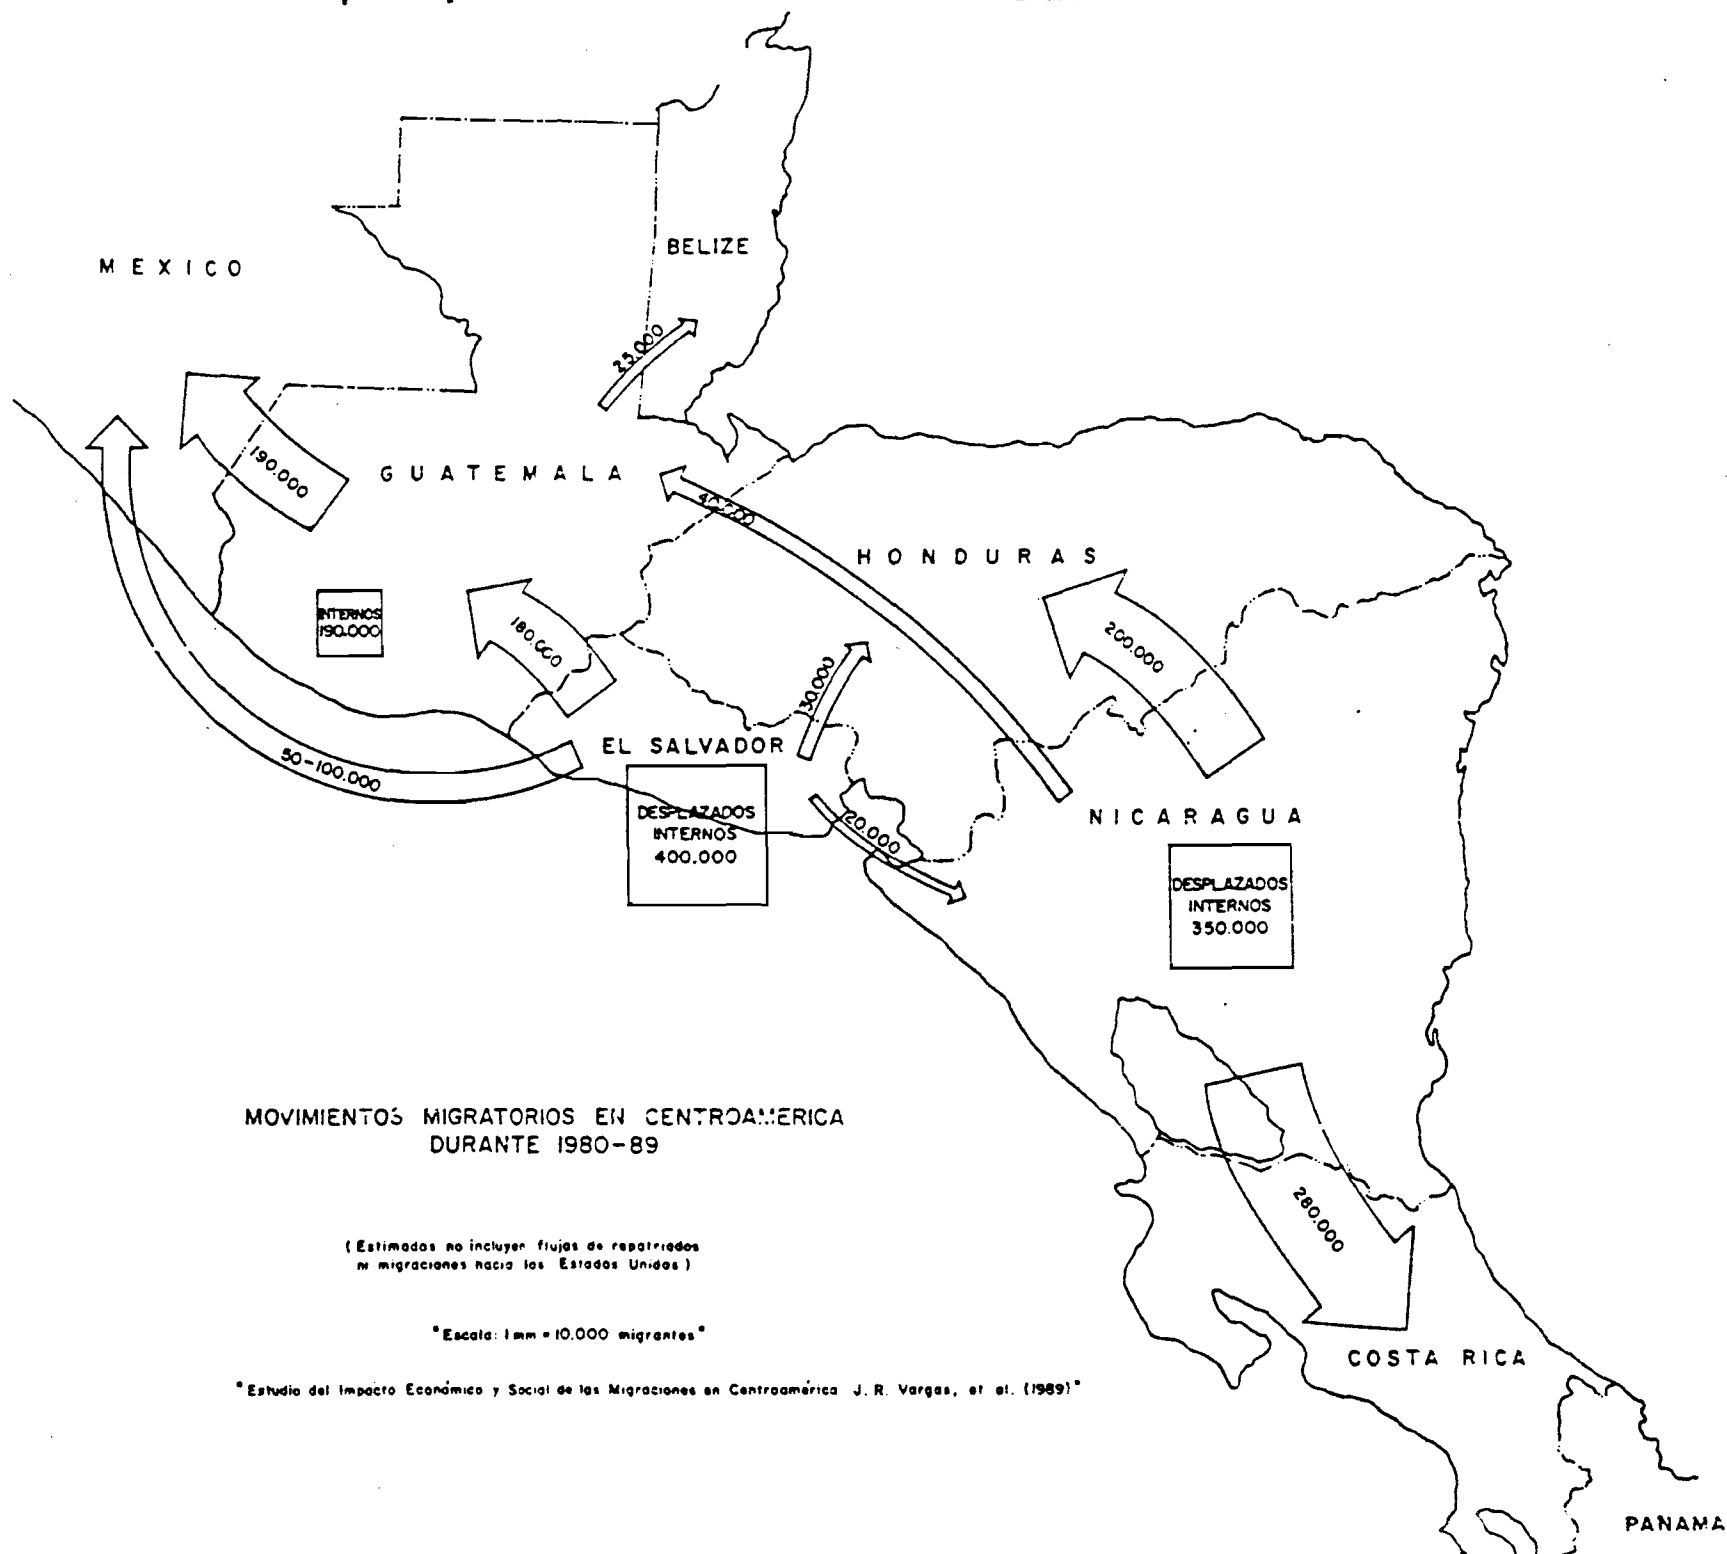 MEXICO
BELIZE
25.000
190.000
GUATEMALA
40.000
HONDURAS
INTERNOS
190.000
180.000
200.000
30.000
EL SALVADOR
50-100.000
DESPLAZADOS
INTERNOS
400.000
20.000
NICARAGUA
DESPLAZADOS
INTERNOS
350.000
MOVIMIENTOS MIGRATORIOS EN CENTROAMERICA
DURANTE 1980-89
280.000
(Estimados no incluyen flujos de repatriados
ni migraciones hacia los Estados Unidos)
"Escala: 1mm = 10.000 migrantes"
COSTA RICA
"Estudio del Impacto Económico y Social de las Migraciones en Centroamérica J. R. Vargas, et al. (1989)"
PANAMA